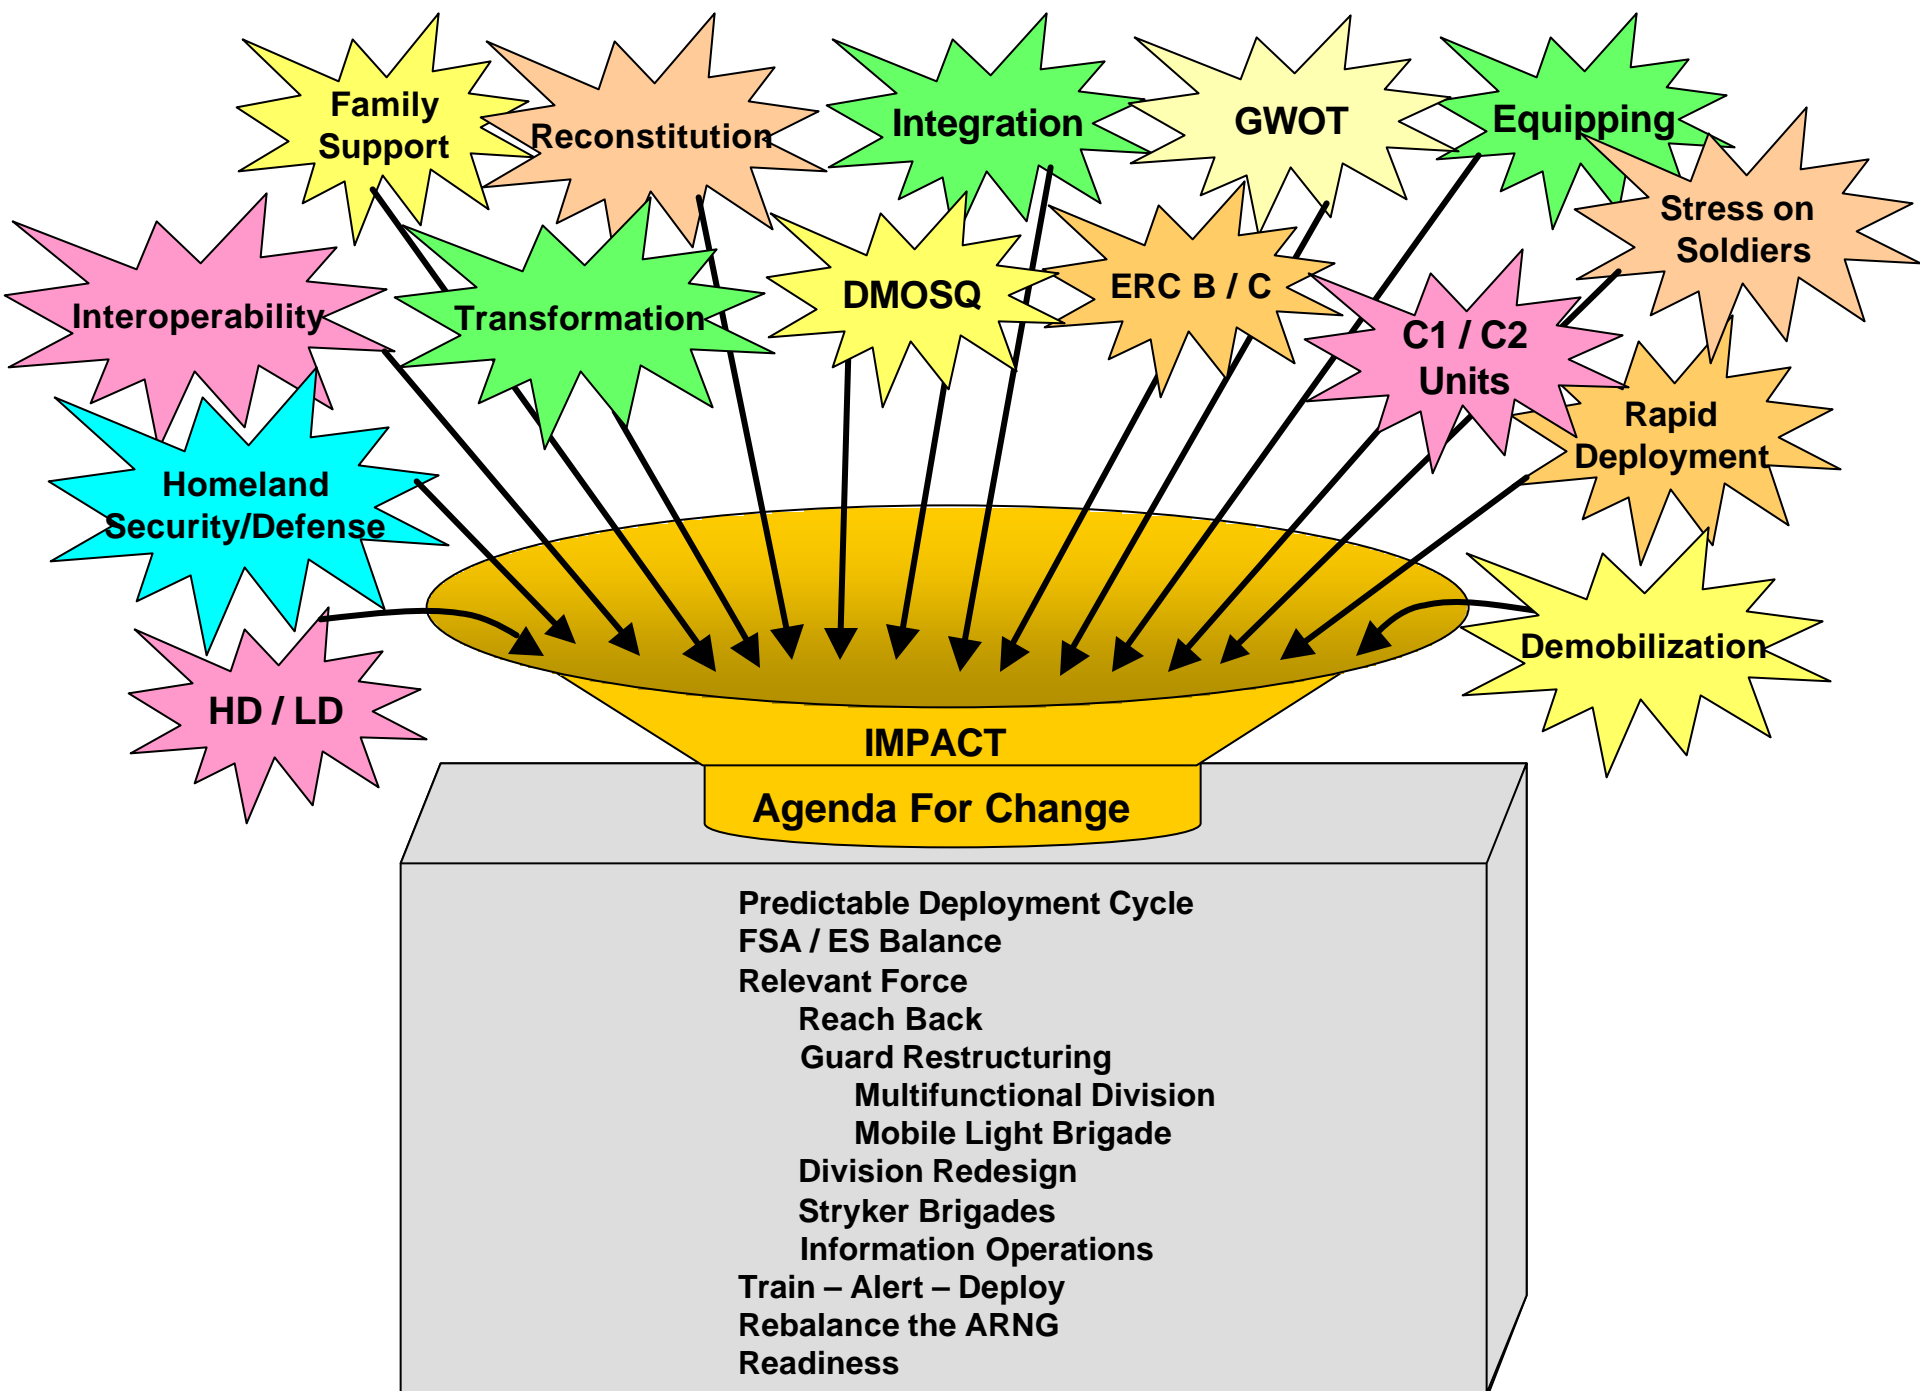 Family
Support
Reconstitution
Integration
GWOT
Equipping
Stress on
Soldiers
Interoperability
Transformation
DMOSQ
ERC B / C
C1 / C2
Units
Rapid
Deployment
Homeland
Security/Defense
Demobilization
HD / LD
IMPACT
Agenda For Change
Predictable Deployment Cycle
FSA / ES Balance
Relevant Force
Reach Back
Guard Restructuring
Multifunctional Division
Mobile Light Brigade
Division Redesign
Stryker Brigades
Information Operations
Train – Alert – Deploy
Rebalance the ARNG
Readiness